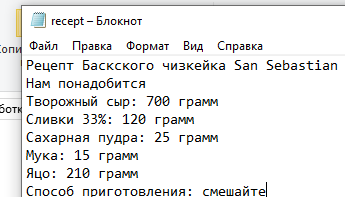 recept – Блокнот
Файл Правка Формат Вид Справка
Рецепт Баскского чизкейка San Sebastian
Нам понадобится
Творожный сыр: 700 грамм
Сливки 33%: 120 грамм
Сахарная пудра: 25 грамм
Мука: 15 грамм
Яцо: 210 грамм
Способ приготовления: смешайте